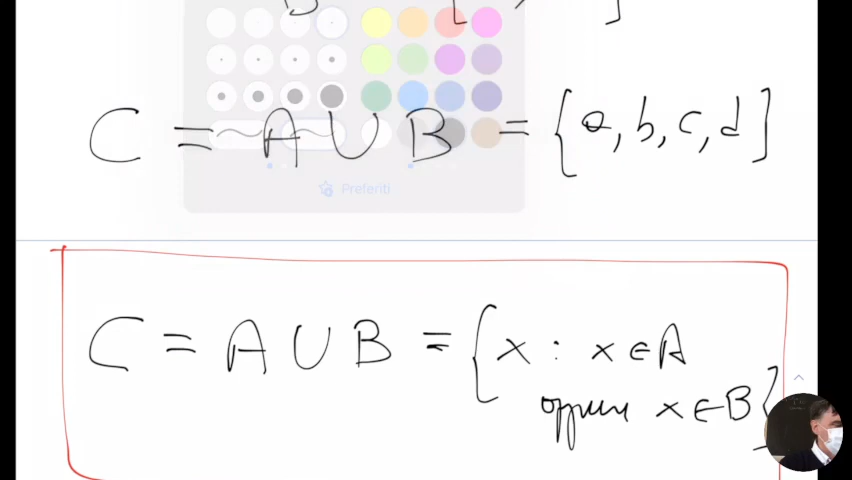 B
C = A ∪ B = {a, b, c, d}
Preferiti
C = A ∪ B = {x : x ∈ A
oppure x ∈ B}